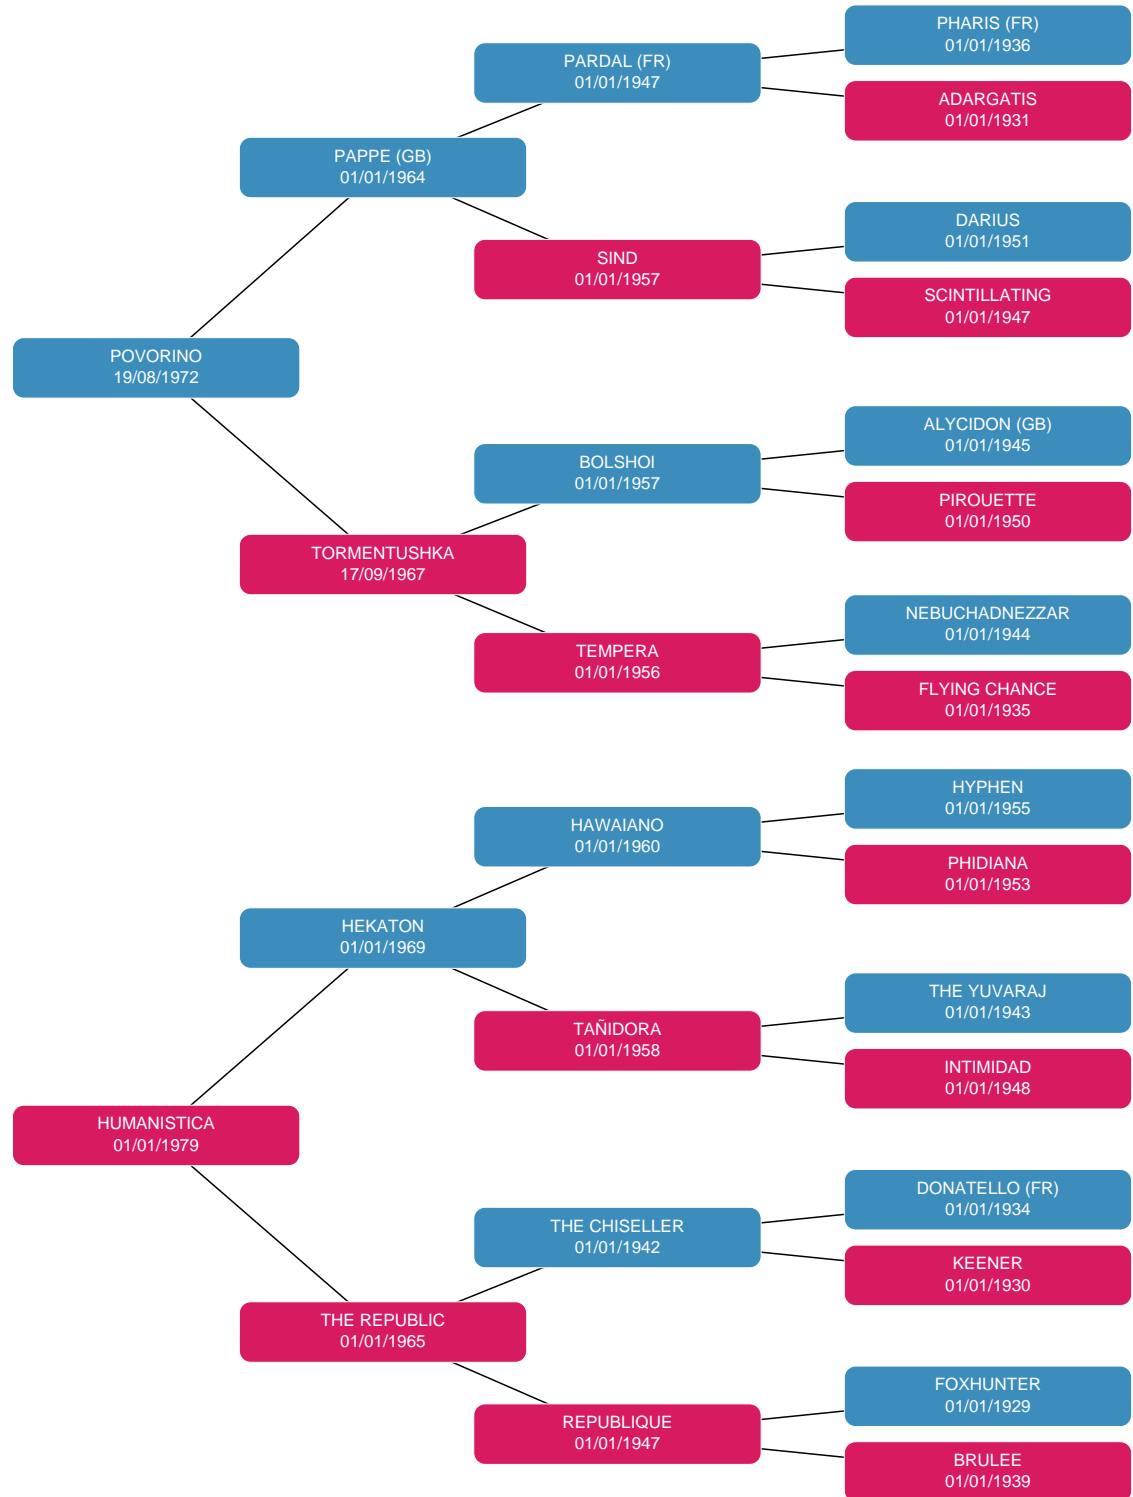 PHARIS (FR)
01/01/1936
PARDAL (FR)
01/01/1947
ADARGATIS
01/01/1931
PAPPE (GB)
01/01/1964
DARIUS
01/01/1951
SIND
01/01/1957
SCINTILLATING
01/01/1947
POVORINO
19/08/1972
ALYCIDON (GB)
01/01/1945
BOLSHOI
01/01/1957
PIROUETTE
01/01/1950
TORMENTUSHKA
17/09/1967
NEBUCHADNEZZAR
01/01/1944
TEMPERA
01/01/1956
FLYING CHANCE
01/01/1935
HYPHEN
01/01/1955
HAWAIANO
01/01/1960
PHIDIANA
01/01/1953
HEKATON
01/01/1969
THE YUVARAJ
01/01/1943
TAÑIDORA
01/01/1958
INTIMIDAD
01/01/1948
HUMANISTICA
01/01/1979
DONATELLO (FR)
01/01/1934
THE CHISELLER
01/01/1942
KEENER
01/01/1930
THE REPUBLIC
01/01/1965
FOXHUNTER
01/01/1929
REPUBLIQUE
01/01/1947
BRULEE
01/01/1939